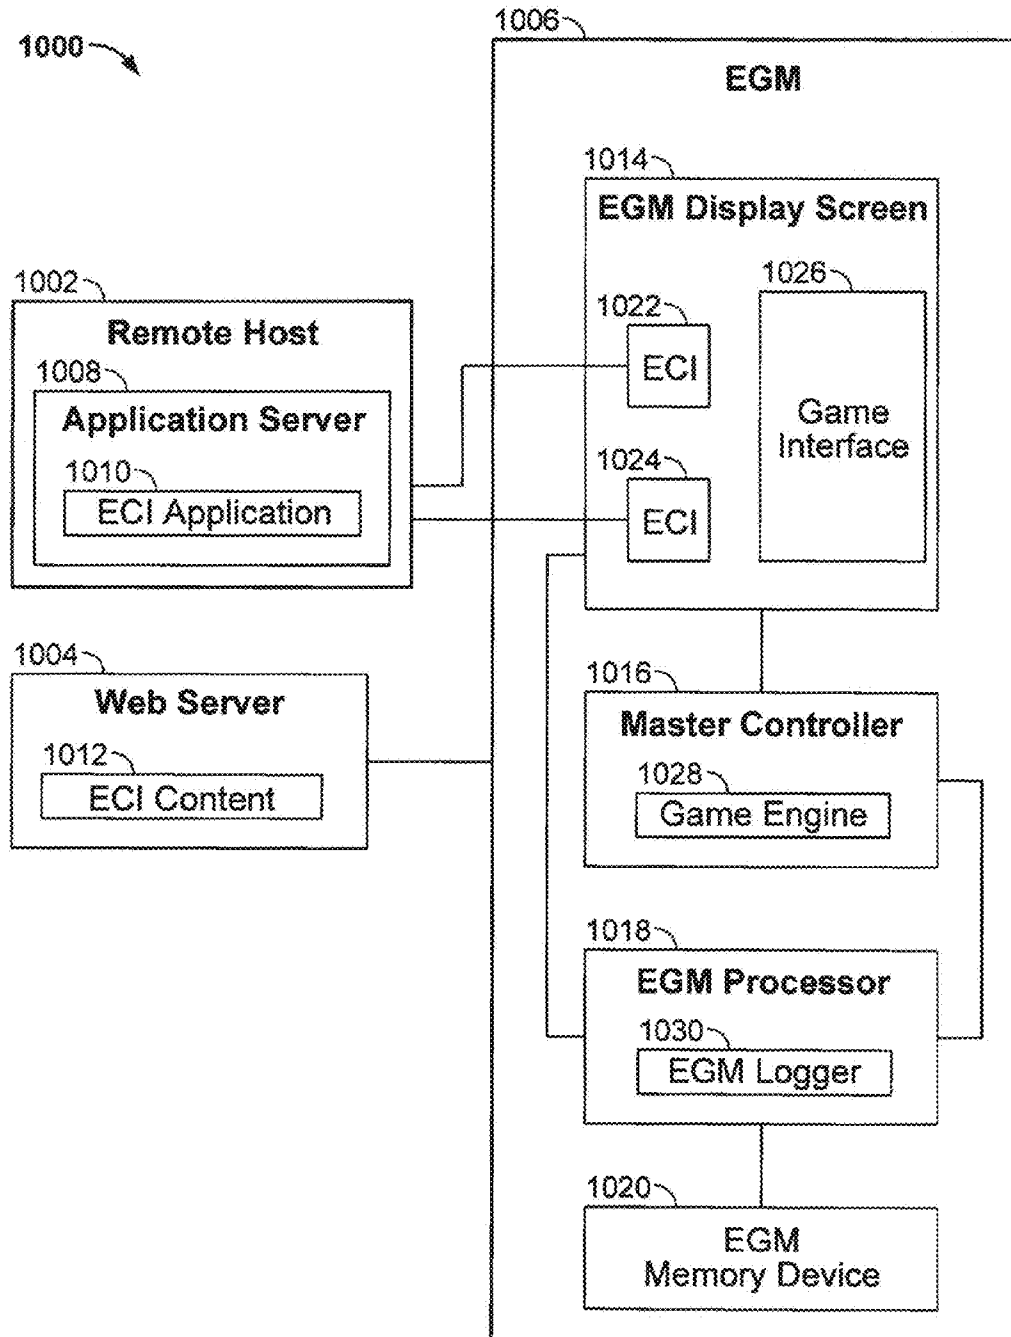 1000
1006
EGM
1014
EGM Display Screen
1026
1022
ECI
Game
Interface
1024
ECI
1002
Remote Host
1008
Application Server
1010
ECI Application
1004
Web Server
1012
ECI Content
1016
Master Controller
1028
Game Engine
1018
EGM Processor
1030
EGM Logger
1020
EGM
Memory Device